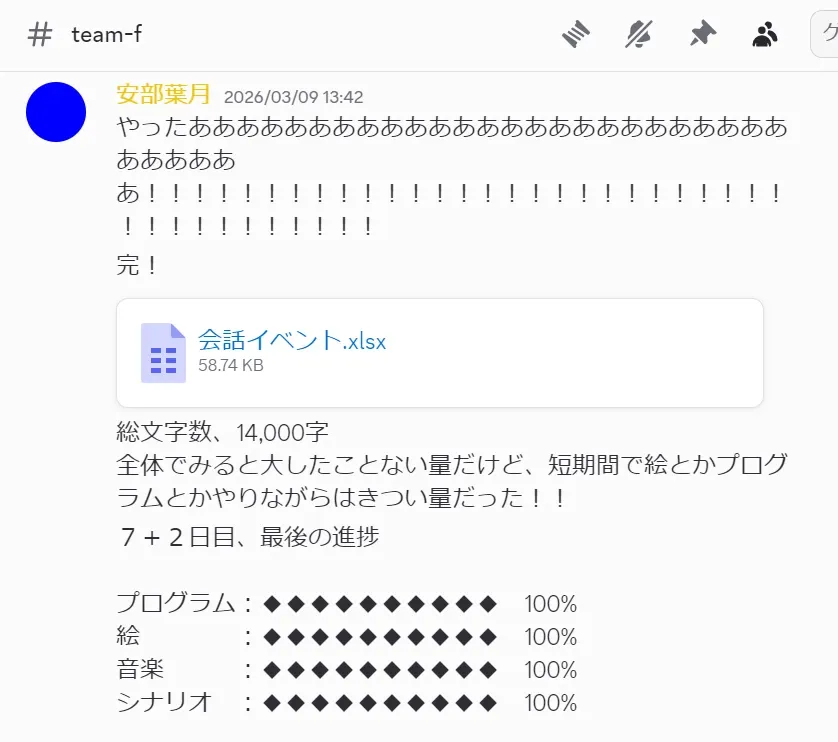 # team-f
ク
安部葉月 2026/03/09 13:42
やったあああああああああああああああああああああああああ
あああああ
あ！！！！！！！！！！！！！！！！！！！！！！！！！！！
！！！！！！！！！！！
完！
会話イベント.xlsx
58.74 KB
総文字数、14,000字
全体でみると大したことない量だけど、短期間で絵とかプログ
ラムとかやりながらはきつい量だった！！
７＋２日目、最後の進捗
プログラム：◆◆◆◆◆◆◆◆◆◆　100%
絵　　　　：◆◆◆◆◆◆◆◆◆◆　100%
音楽　　　：◆◆◆◆◆◆◆◆◆◆　100%
シナリオ　：◆◆◆◆◆◆◆◆◆◆　100%